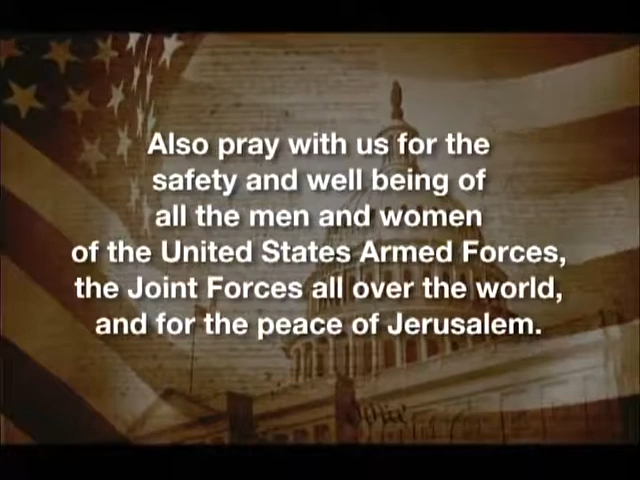 Also pray with us for the
safety and well being of
all the men and women
of the United States Armed Forces,
the Joint Forces all over the world,
and for the peace of Jerusalem.